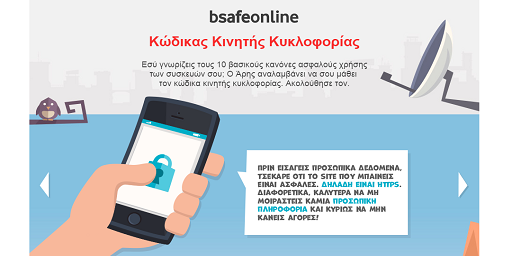 bsafeonline
Κώδικας Κινητής Κυκλοφορίας
Εσύ γνωρίζεις τους 10 βασικούς κανόνες ασφαλούς χρήσης
των συσκευών σου; Ο Άρης αναλαμβάνει να σου μάθει
τον κώδικα κινητής κυκλοφορίας. Ακολούθησέ τον.
ΠΡΙΝ ΕΙΣΑΓΕΙΣ ΠΡΟΣΩΠΙΚΑ ΔΕΔΟΜΕΝΑ,
ΤΣΕΚΑΡΕ ΟΤΙ ΤΟ SITE ΠΟΥ ΜΠΑΙΝΕΙΣ
ΕΙΝΑΙ ΑΣΦΑΛΕΣ. ΔΗΛΑΔΗ ΕΙΝΑΙ HTTPS.
ΔΙΑΦΟΡΕΤΙΚΑ, ΚΑΛΥΤΕΡΑ ΝΑ ΜΗ
ΜΟΙΡΑΣΤΕΙΣ ΚΑΜΙΑ ΠΡΟΣΩΠΙΚΗ
ΠΛΗΡΟΦΟΡΙΑ ΚΑΙ ΚΥΡΙΩΣ ΝΑ ΜΗΝ
ΚΑΝΕΙΣ ΑΓΟΡΕΣ!